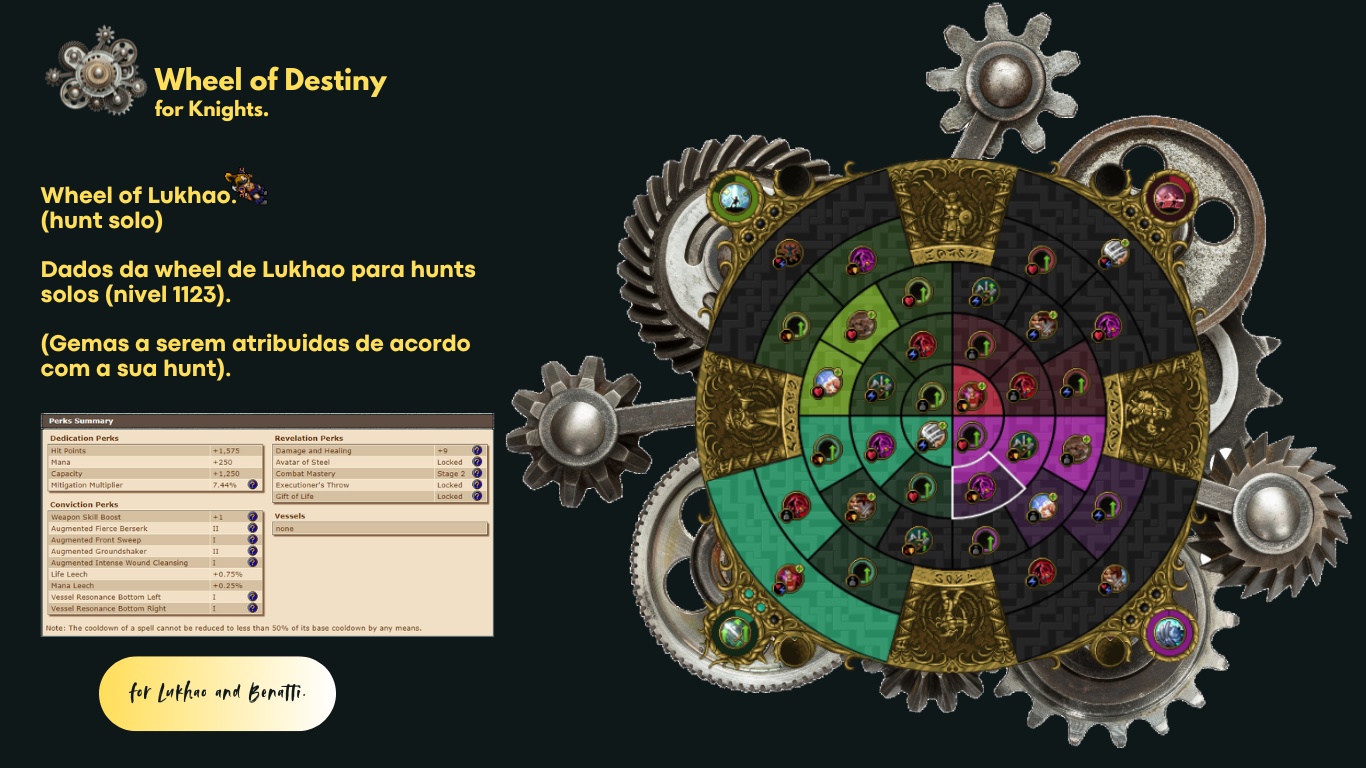 Wheel of Destiny
for Knights.
Wheel of Lukhao.
(hunt solo)
Dados da wheel de Lukhao para hunts
solos (nivel 1123).
(Gemas a serem atribuidas de acordo
com a sua hunt).
Perks Summary
Dedication Perks
Hit Points +1,575
Mana +250
Capacity +1,250
Mitigation Multiplier 7.44%
Conviction Perks
Weapon Skill Boost +1
Augmented Fierce Berserk II
Augmented Front Sweep I
Augmented Groundshaker II
Augmented Intense Wound Cleansing I
Life Leech +0.75%
Mana Leech +0.25%
Vessel Resonance Bottom Left I
Vessel Resonance Bottom Right I
Revelation Perks
Damage and Healing +9
Avatar of Steel Locked
Combat Mastery Stage 2
Executioner's Throw Locked
Gift of Life Locked
Vessels
none
Note: The cooldown of a spell cannot be reduced to less than 50% of its base cooldown by any means.
for Lukhao and Benatti.